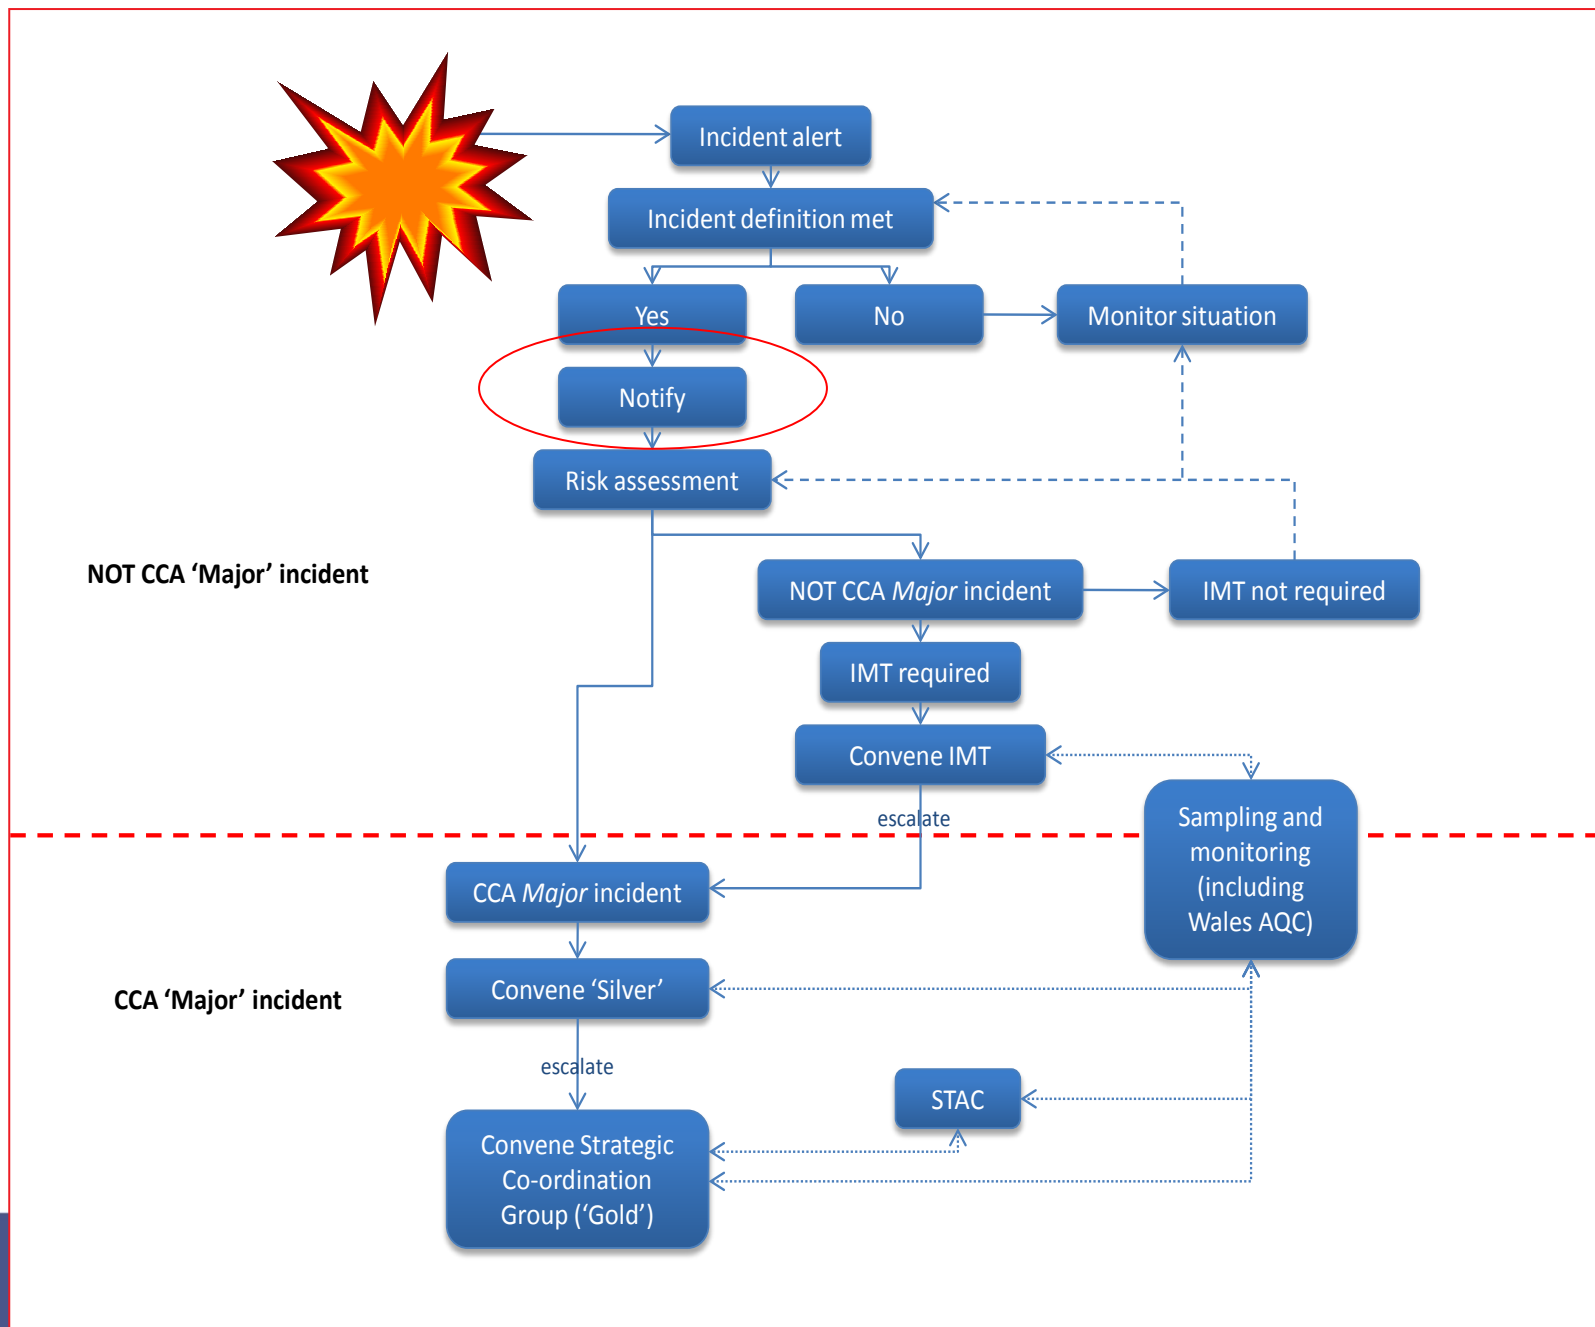 Incident alert
Incident definition met
Yes
No
Monitor situation
Notify
Risk assessment
NOT CCA ‘Major’ incident
NOT CCA Major incident
IMT not required
IMT required
Convene IMT
escalate
Sampling and
monitoring
(including
Wales AQC)
CCA Major incident
CCA ‘Major’ incident
Convene ‘Silver’
escalate
STAC
Convene Strategic
Co-ordination
Group (‘Gold’)